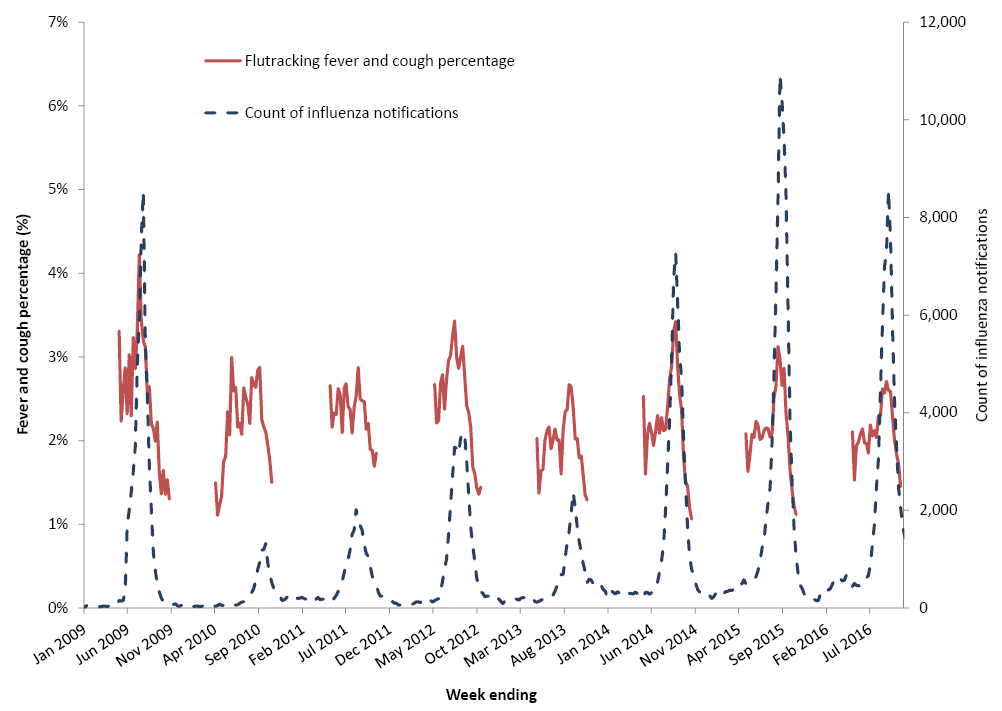 7%
12,000
Flutracking fever and cough percentage
6%
Count of influenza notifications
10,000
5%
8,000
Fever and cough percentage (%)
4%
Count of influenza notifications
6,000
3%
4,000
2%
2,000
1%
0%
0
Jan 2009
Jun 2009
Nov 2009
Apr 2010
Sep 2010
Feb 2011
Jul 2011
Dec 2011
May 2012
Oct 2012
Mar 2013
Aug 2013
Jan 2014
Jun 2014
Nov 2014
Apr 2015
Sep 2015
Feb 2016
Jul 2016
Week ending